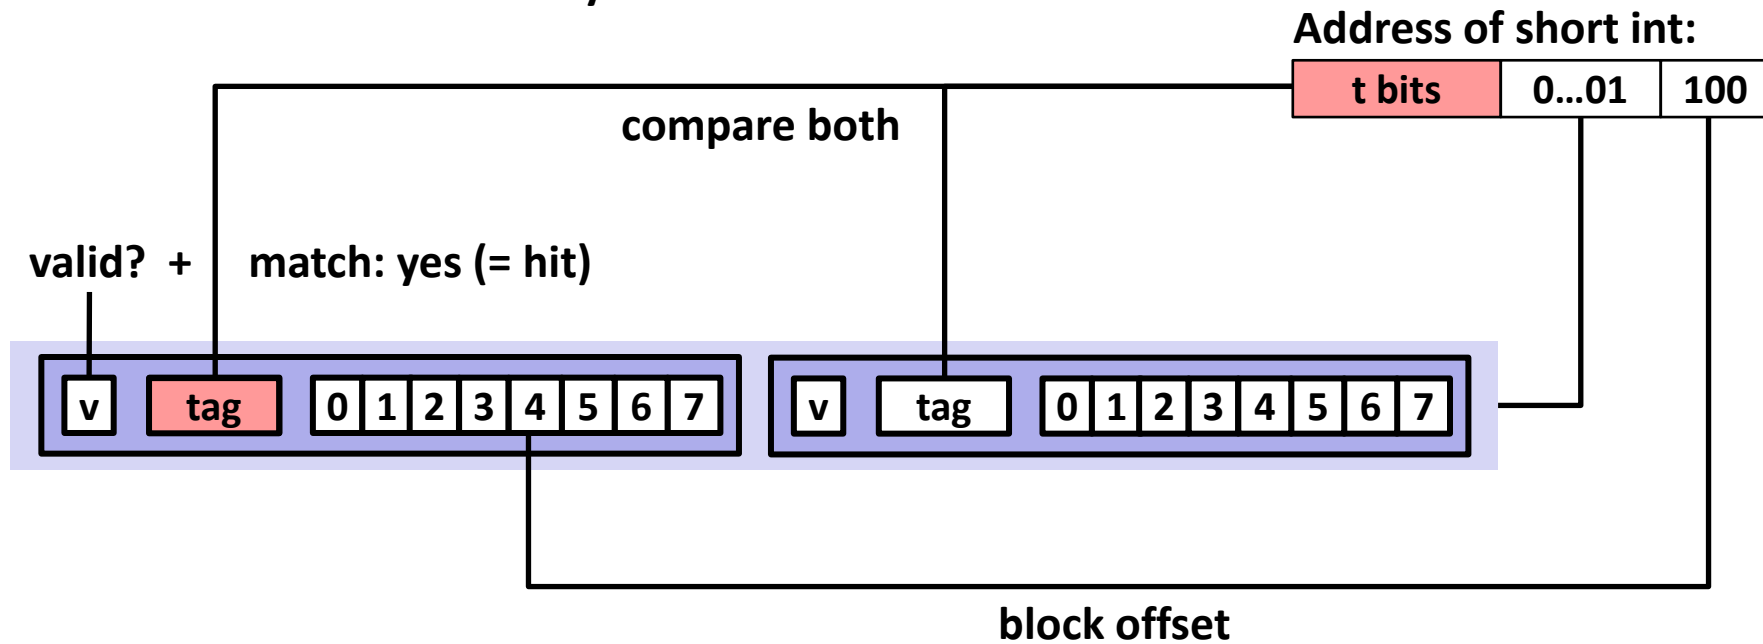 Address of short int:
t bits 0...01 100
compare both
valid? + match: yes (= hit)
v tag 0 1 2 3 4 5 6 7 v tag 0 1 2 3 4 5 6 7
block offset